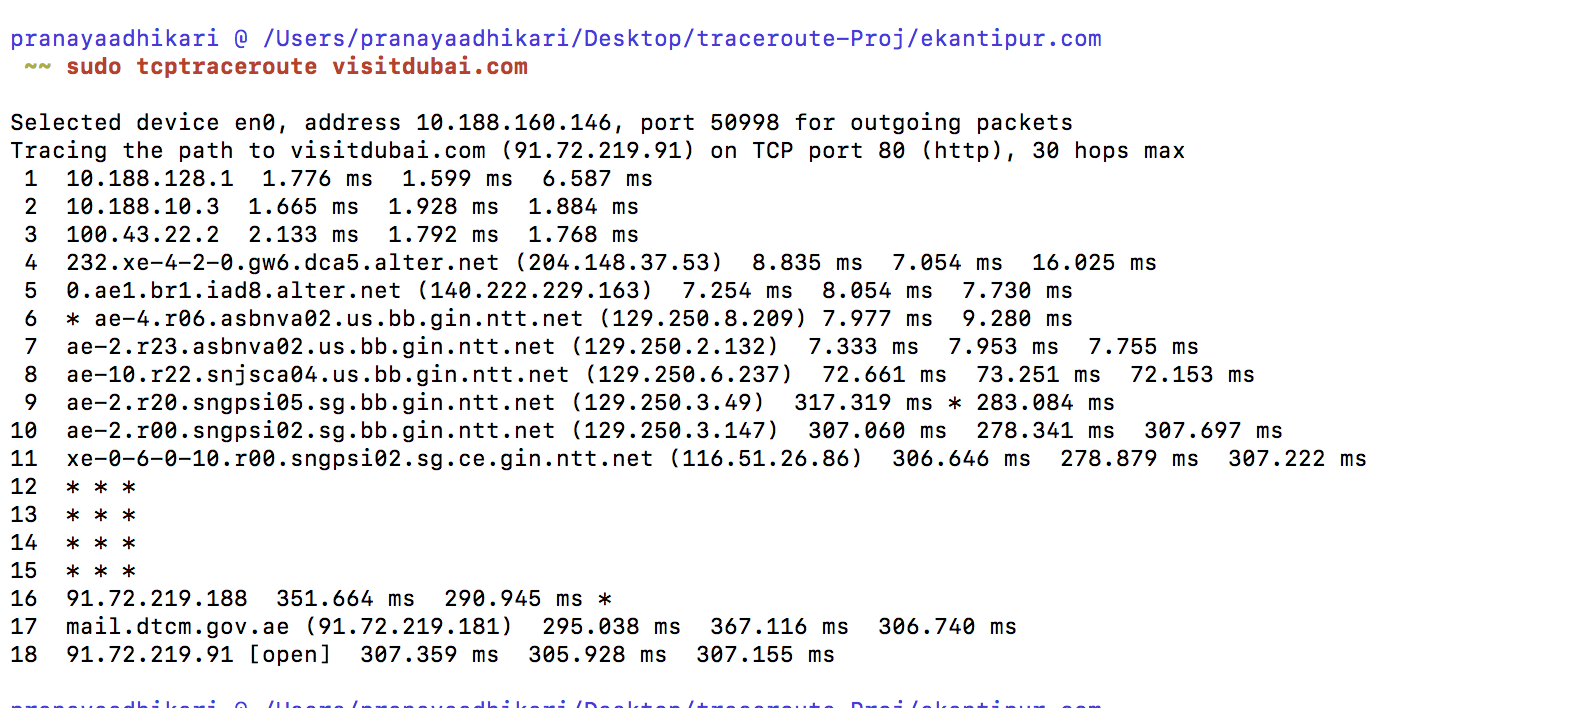 pranayaadhikari @ /Users/pranayaadhikari/Desktop/traceroute-Proj/ekantipur.com
~~ sudo tcptraceroute visitdubai.com
Selected device en0, address 10.188.160.146, port 50998 for outgoing packets
Tracing the path to visitdubai.com (91.72.219.91) on TCP port 80 (http), 30 hops max
1  10.188.128.1  1.776 ms  1.599 ms  6.587 ms
2  10.188.10.3  1.665 ms  1.928 ms  1.884 ms
3  100.43.22.2  2.133 ms  1.792 ms  1.768 ms
4  232.xe-4-2-0.gw6.dca5.alter.net (204.148.37.53)  8.835 ms  7.054 ms  16.025 ms
5  0.ae1.br1.iad8.alter.net (140.222.229.163)  7.254 ms  8.054 ms  7.730 ms
6  * ae-4.r06.asbnva02.us.bb.gin.ntt.net (129.250.8.209) 7.977 ms  9.280 ms
7  ae-2.r23.asbnva02.us.bb.gin.ntt.net (129.250.2.132)  7.333 ms  7.953 ms  7.755 ms
8  ae-10.r22.snjsca04.us.bb.gin.ntt.net (129.250.6.237)  72.661 ms  73.251 ms  72.153 ms
9  ae-2.r20.sngpsi05.sg.bb.gin.ntt.net (129.250.3.49)  317.319 ms * 283.084 ms
10  ae-2.r00.sngpsi02.sg.bb.gin.ntt.net (129.250.3.147)  307.060 ms  278.341 ms  307.697 ms
11  xe-0-6-0-10.r00.sngpsi02.sg.ce.gin.ntt.net (116.51.26.86)  306.646 ms  278.879 ms  307.222 ms
12  * * *
13  * * *
14  * * *
15  * * *
16  91.72.219.188  351.664 ms  290.945 ms *
17  mail.dtcm.gov.ae (91.72.219.181)  295.038 ms  367.116 ms  306.740 ms
18  91.72.219.91 [open]  307.359 ms  305.928 ms  307.155 ms
pranayaadhikari @ /Users/pranayaadhikari/Desktop/traceroute-Proj/ekantipur.com